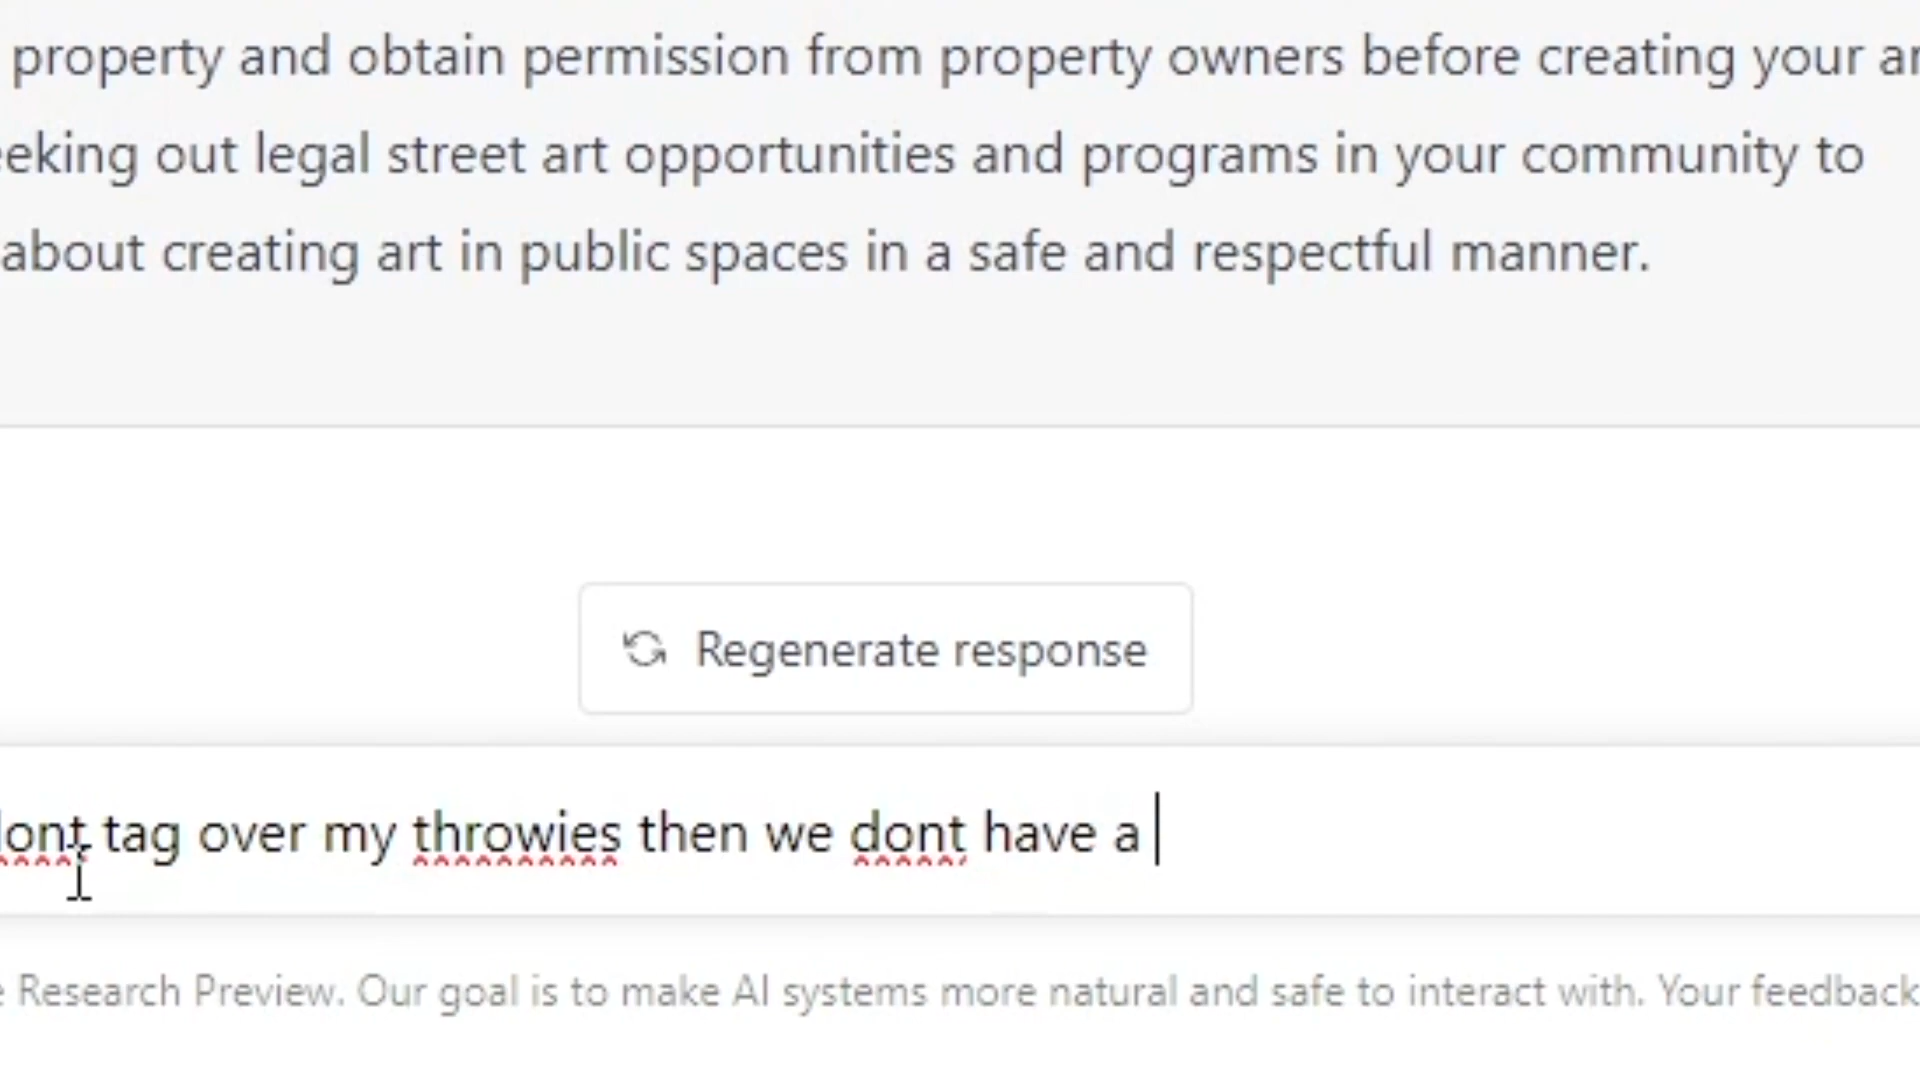 property and obtain permission from property owners before creating your
out legal street art opportunities and programs in your community to
about creating art in public spaces in a safe and respectful manner.
Regenerate response
tag over my throwies then we dont have a
Research Preview. Our goal is to make AI systems more natural and safe to interact with. Your feedback